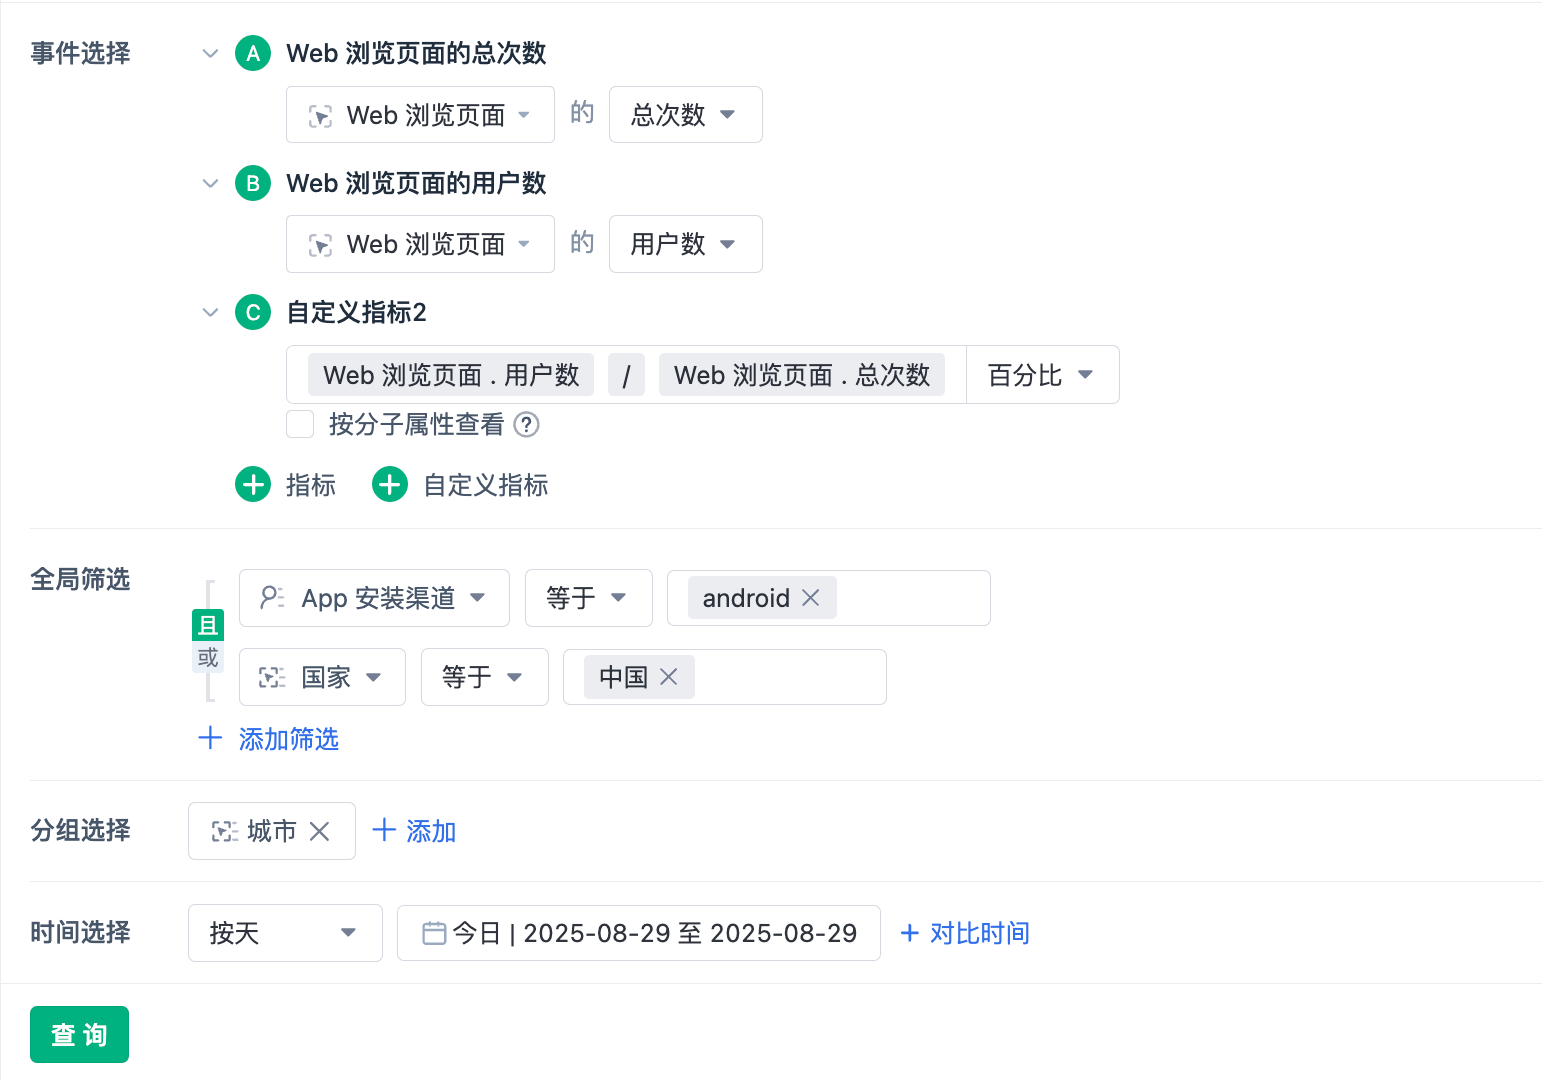 事件选择
A Web 浏览页面的总次数
Web 浏览页面 的 总次数
B Web 浏览页面的用户数
Web 浏览页面 的 用户数
C 自定义指标2
Web 浏览页面 . 用户数 / Web 浏览页面 . 总次数 百分比
按分子属性查看 ?
指标 自定义指标
全局筛选
App 安装渠道 等于 android
且
或
国家 等于 中国
添加筛选
分组选择 城市 添加
时间选择 按天 今日 | 2025-08-29 至 2025-08-29 + 对比时间
查 询